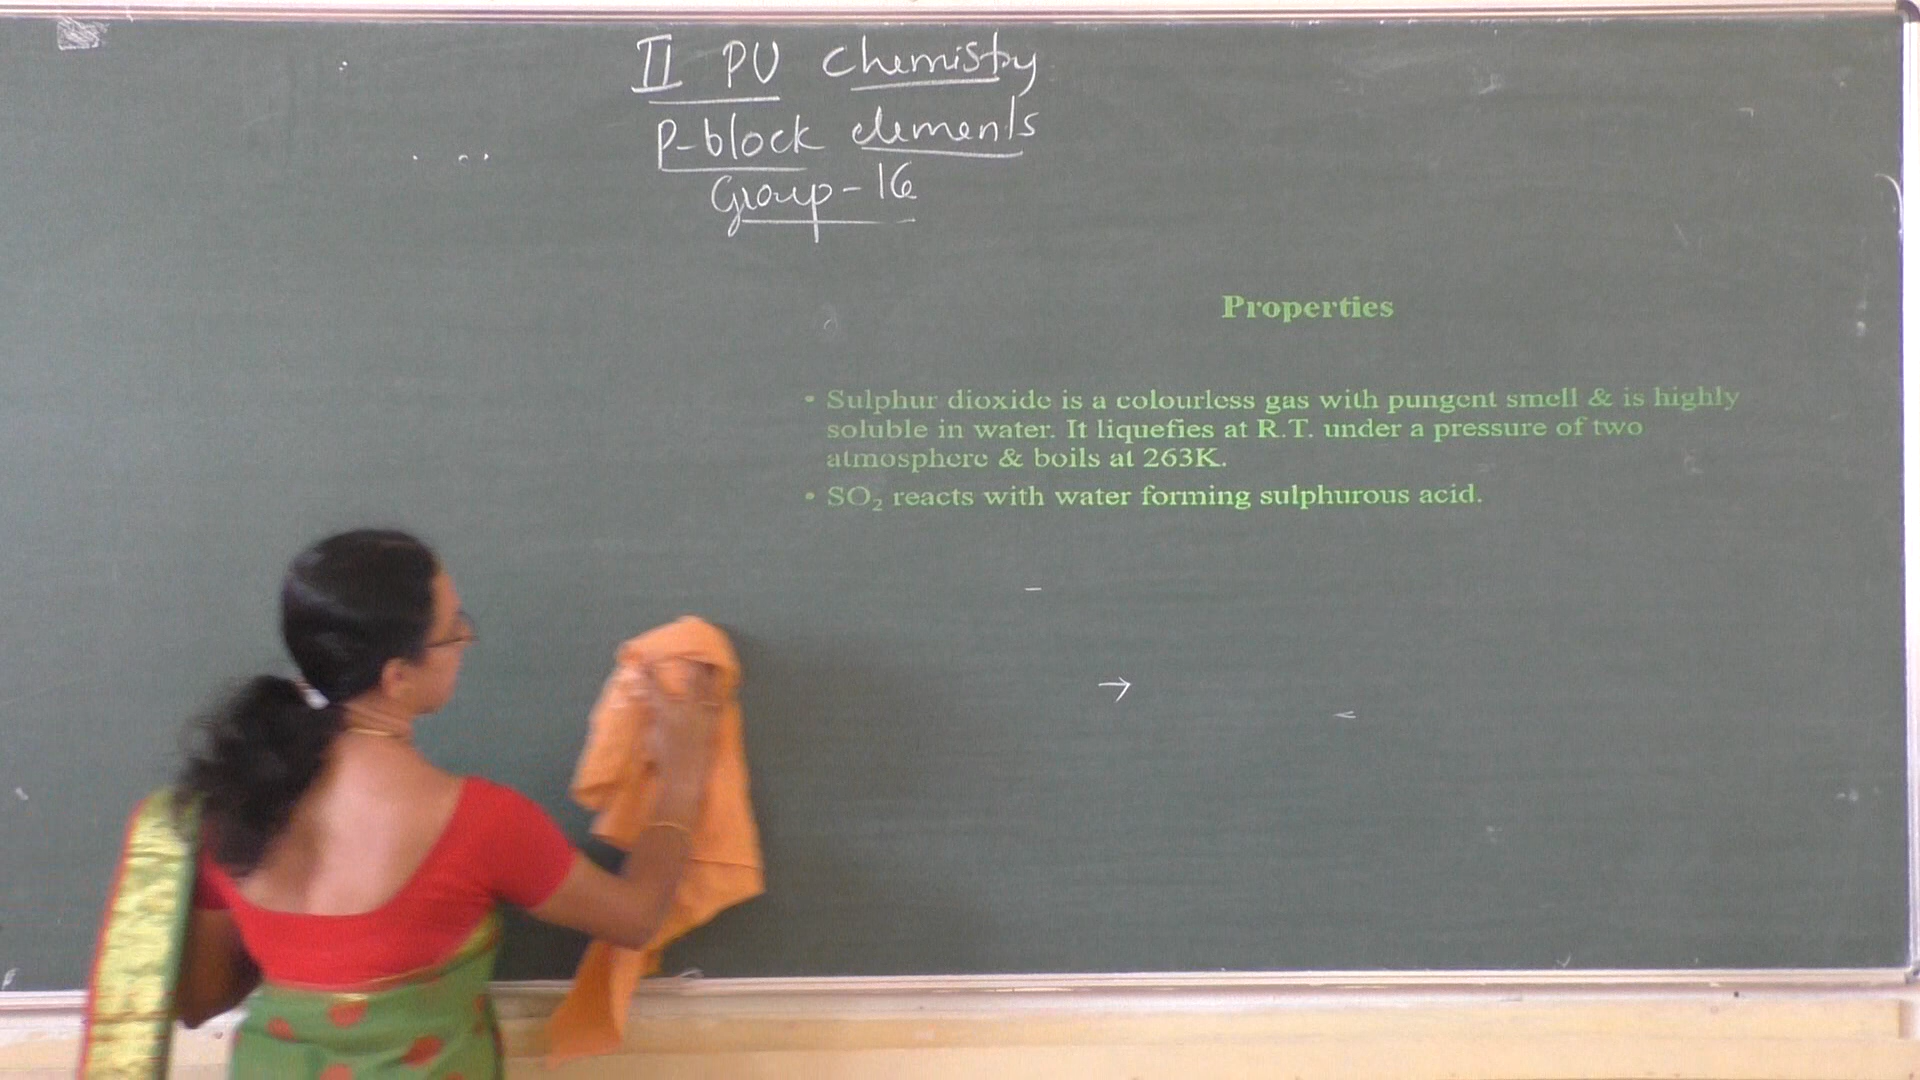 II PU Chemistry
P-block elements
Group-16
Properties
• Sulphur dioxide is a colourless gas with pungent smell & is highly
soluble in water. It liquefies at R.T. under a pressure of two
atmosphere & boils at 263K.
• SO₂ reacts with water forming sulphurous acid.
→